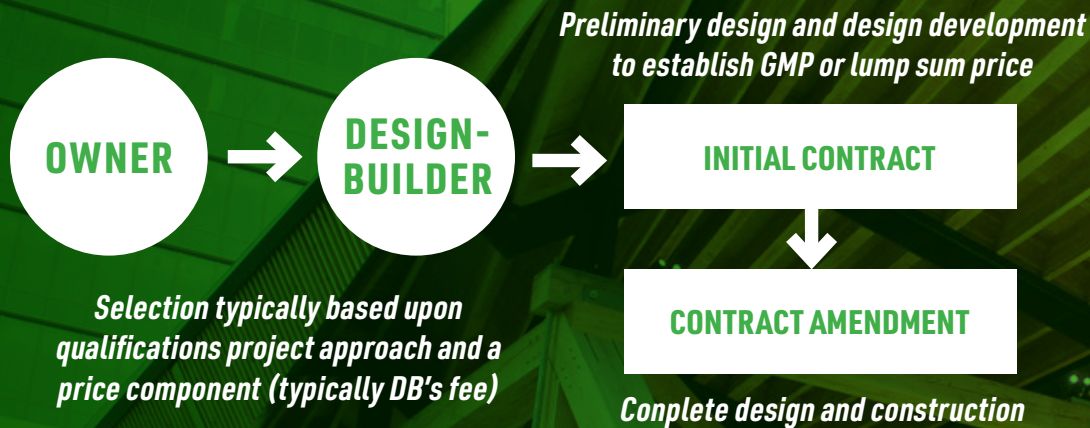 Preliminary design and design development
to establish GMP or lump sum price
OWNER
DESIGN-
BUILDER
INITIAL CONTRACT
CONTRACT AMENDMENT
Selection typically based upon
qualifications project approach and a
price component (typically DB's fee)
Conplete design and construction